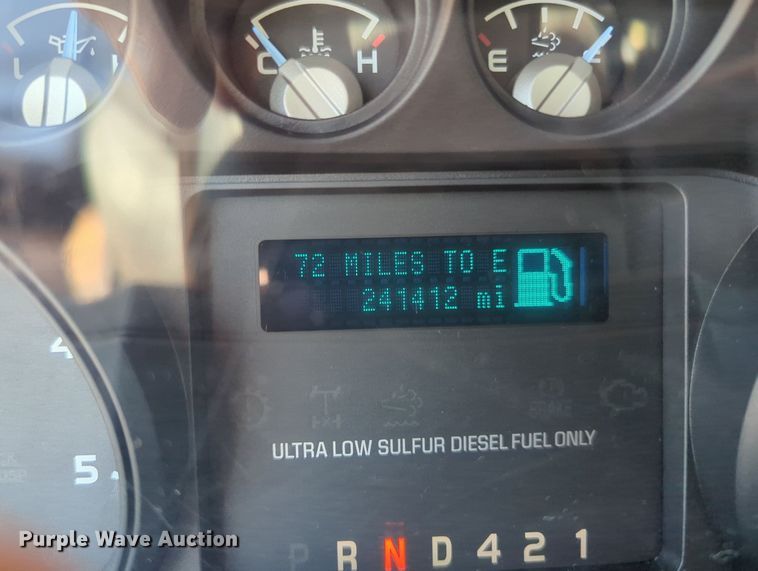 L
C H
E F
72 MILES TO E
241412 mi
4
5
ULTRA LOW SULFUR DIESEL FUEL ONLY
P R N D 4 2 1
Purple Wave Auction®